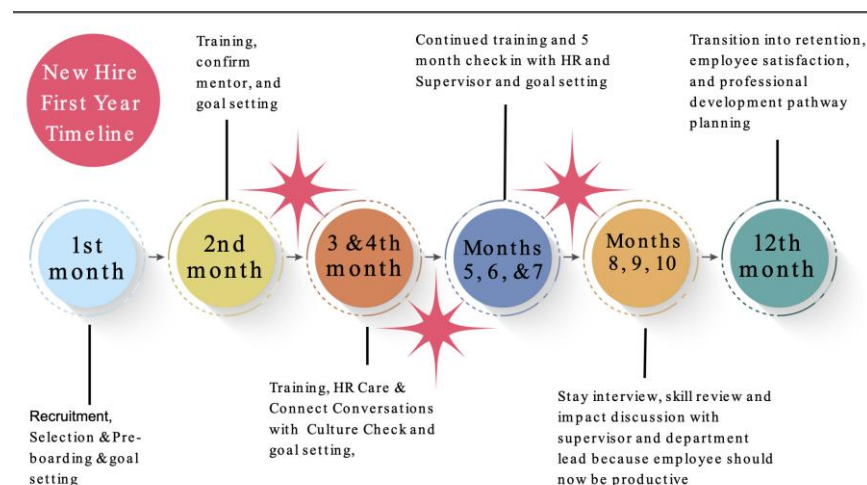 New Hire
First Year
Timeline
Training,
confirm
mentor, and
goal setting
Continued training and 5
month check in with HR and
Supervisor and goal setting
Transition into retention,
employee satisfaction,
and professional
development pathway
planning
1st
month
2nd
month
3 &4th
month
Months
5, 6, &7
Months
8, 9, 10
12th
month
Recruitment,
Selection &Pre-
boarding &goal
setting
Training, HR Care &
Connect Conversations
with Culture Check and
goal setting,
Stay interview, skill review and
impact discussion with
supervisor and department
lead because employee should
now be productive